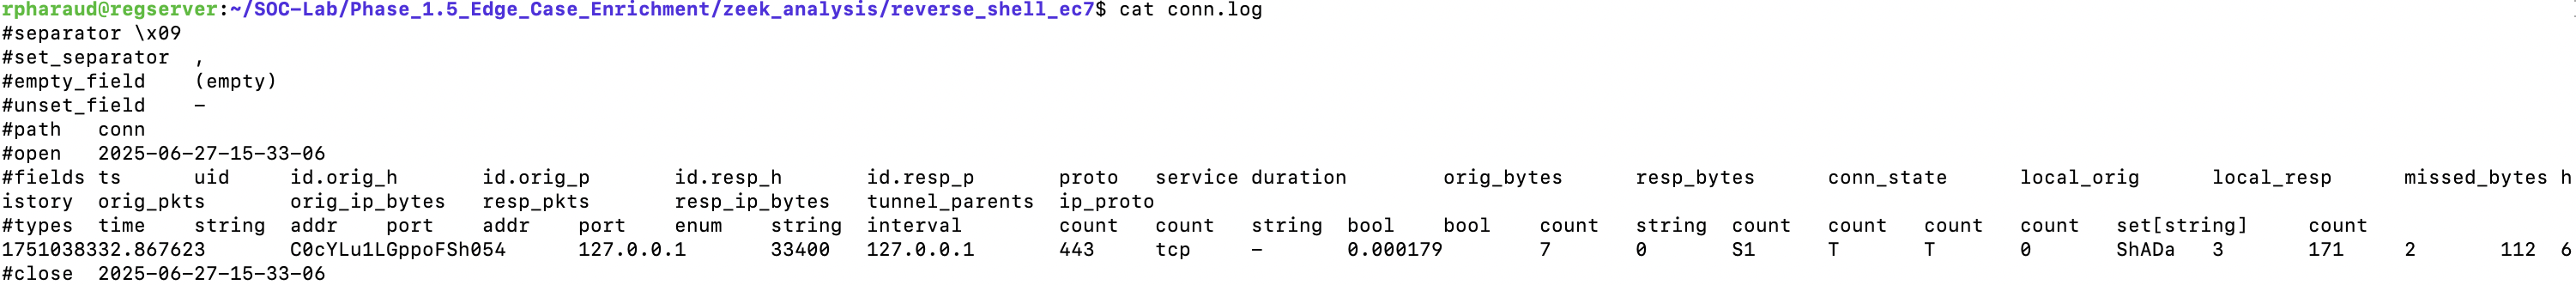 rpharaud@regserver:~/SOC-Lab/Phase_1.5_Edge_Case_Enrichment/zeek_analysis/reverse_shell_ec7$ cat conn.log
#separator \x09
#set_separator	,
#empty_field	(empty)
#unset_field	-
#path	conn
#open	2025-06-27-15-33-06
#fields	ts	uid	id.orig_h	id.orig_p	id.resp_h	id.resp_p	proto	service	duration	orig_bytes	resp_bytes	conn_state	local_orig	local_resp	missed_bytes	h
istory	orig_pkts	orig_ip_bytes	resp_pkts	resp_ip_bytes	tunnel_parents	ip_proto
#types	time	string	addr	port	addr	port	enum	string	interval	count	count	string	bool	bool	count	string	count	count	count	count	set[string]	count
1751038332.867623	C0cYLu1LGppoFSh054	127.0.0.1	33400	127.0.0.1	443	tcp	-	0.000179	7	0	S1	T	T	0	ShADa	3	171	2	112	6
#close	2025-06-27-15-33-06